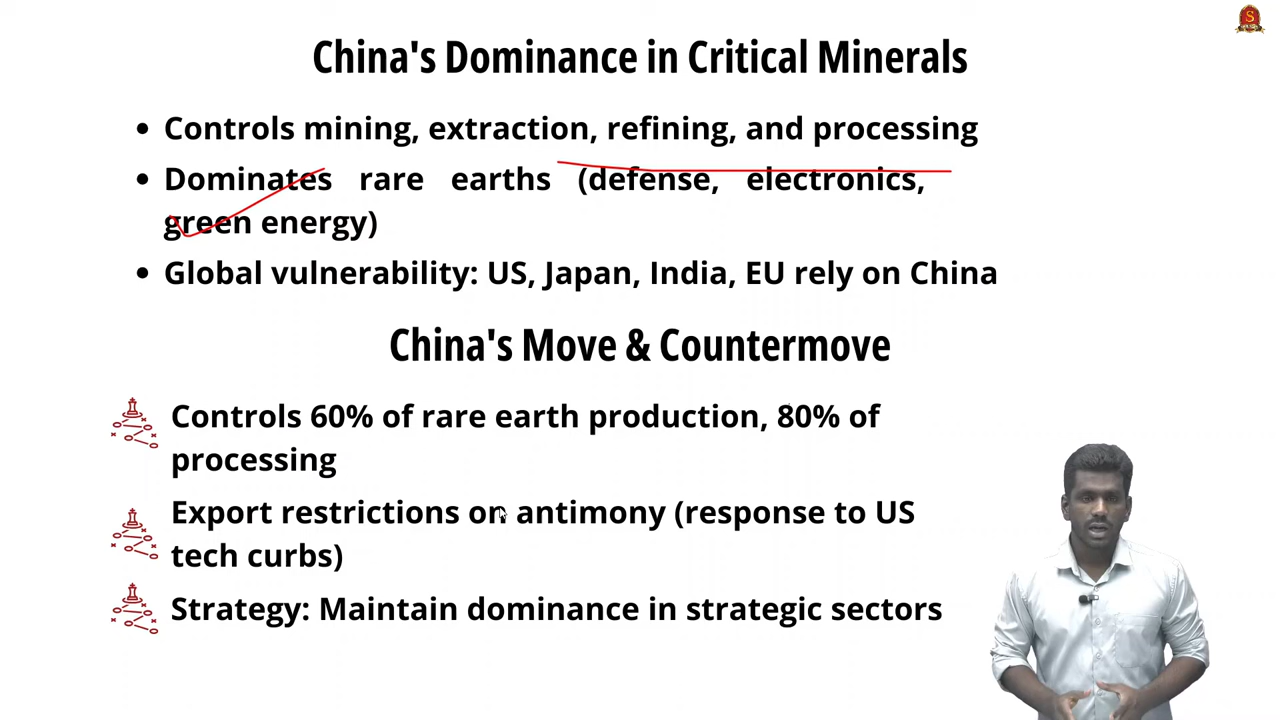 China's Dominance in Critical Minerals
• Controls mining, extraction, refining, and processing
• Dominates rare earths (defense, electronics,
green energy)
• Global vulnerability: US, Japan, India, EU rely on China
China's Move & Countermove
Controls 60% of rare earth production, 80% of
processing
Export restrictions on antimony (response to US
tech curbs)
Strategy: Maintain dominance in strategic sectors